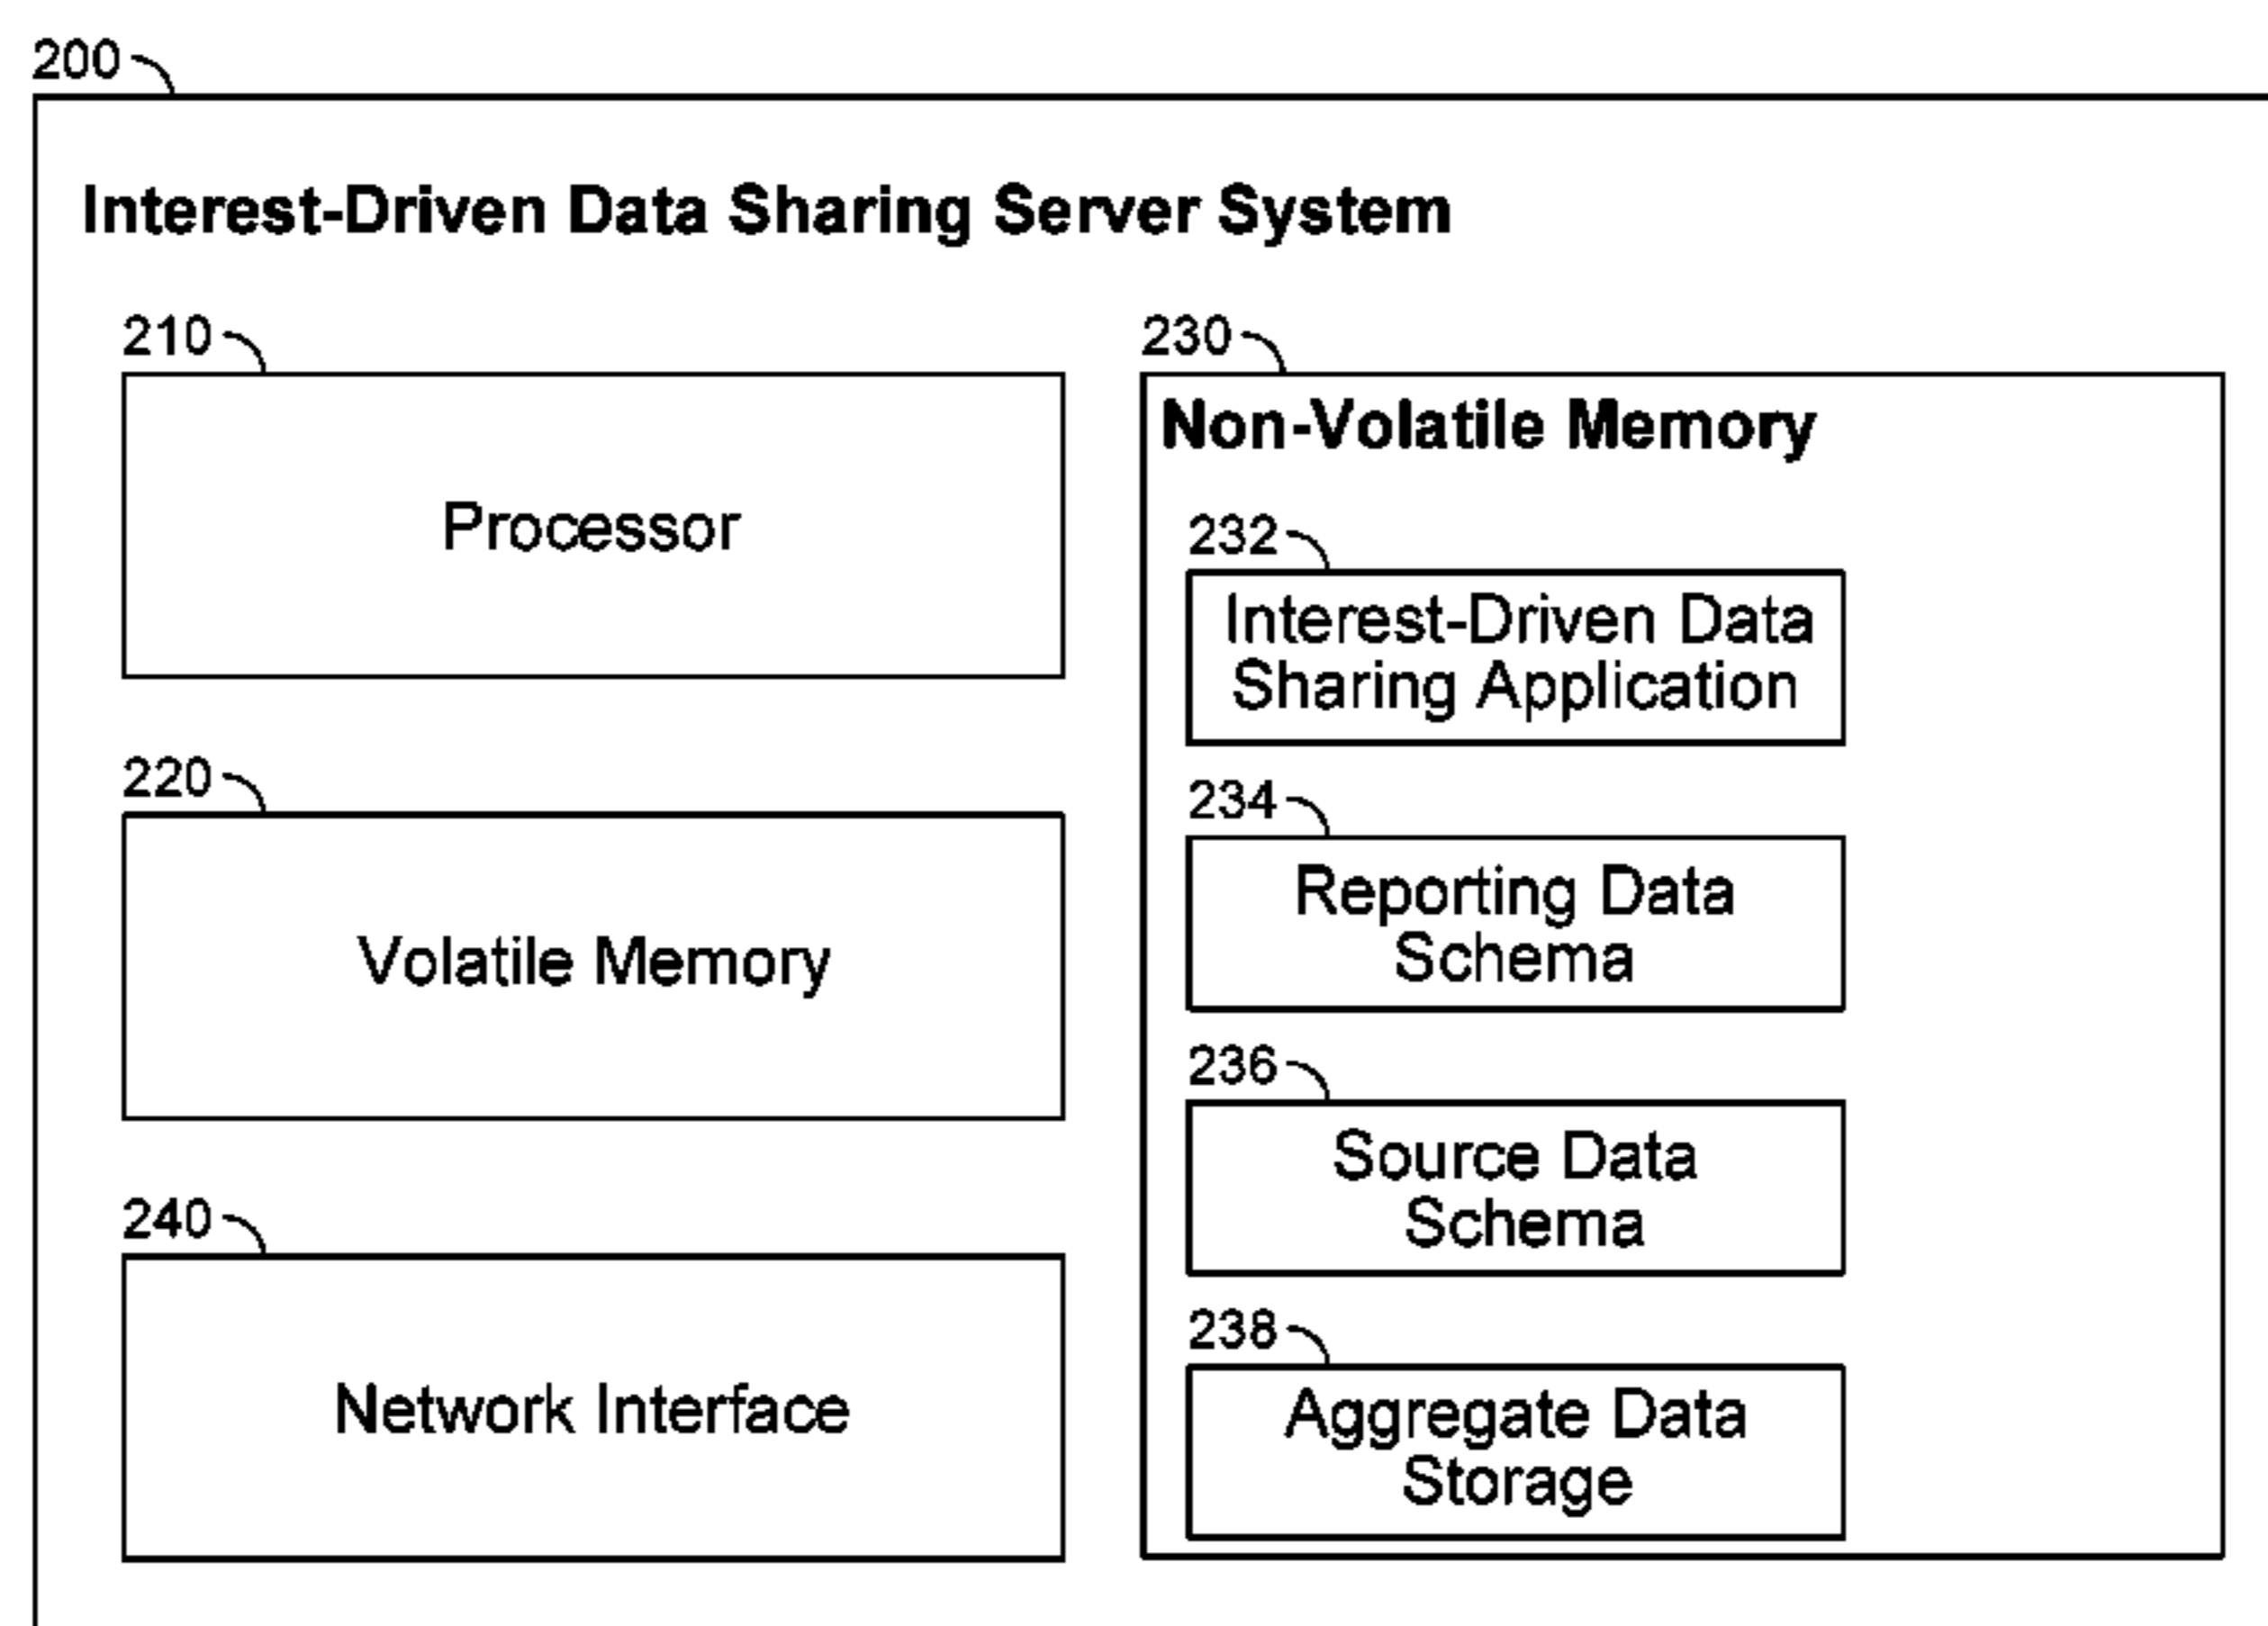 200
Interest-Driven Data Sharing Server System
210
Processor
220
Volatile Memory
240
Network Interface
230
Non-Volatile Memory
232
Interest-Driven Data
Sharing Application
234
Reporting Data
Schema
236
Source Data
Schema
238
Aggregate Data
Storage